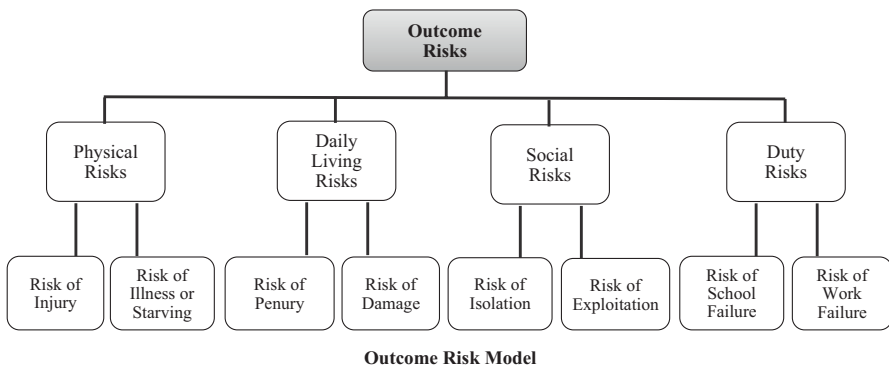 Outcome
Risks
Physical
Risks
Daily
Living
Risks
Social
Risks
Duty
Risks
Risk of
Injury
Risk of
Illness or
Starving
Risk of
Penury
Risk of
Damage
Risk of
Isolation
Risk of
Exploitation
Risk of
School
Failure
Risk of
Work
Failure
Outcome Risk Model